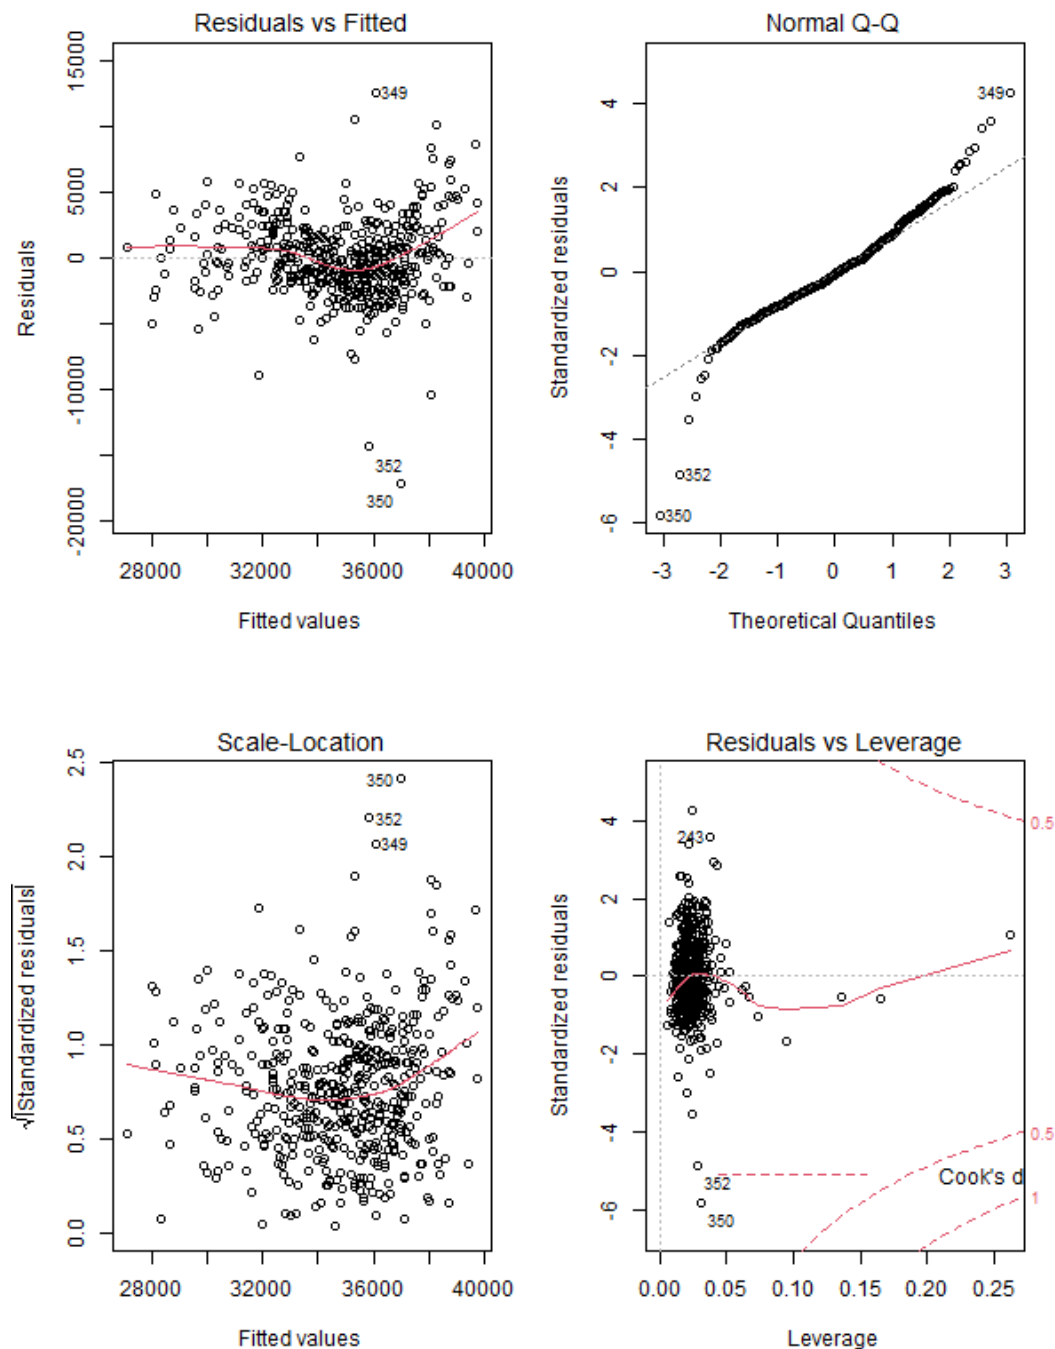 Residuals vs Fitted
Residuals
15000
5000
0
-10000
-20000
349
352
350
28000 32000 36000 40000
Fitted values
Normal Q-Q
Standardized residuals
4
2
0
-2
-4
-6
349
352
350
-3 -2 -1 0 1 2 3
Theoretical Quantiles
Scale-Location
√|Standardized residuals|
2.5
2.0
1.5
1.0
0.5
0.0
350
352
349
28000 32000 36000 40000
Fitted values
Residuals vs Leverage
Standardized residuals
4
2
0
-2
-4
-6
243
352
350
0.5
0.5
Cook's d
1
0.00 0.05 0.10 0.15 0.20 0.25
Leverage